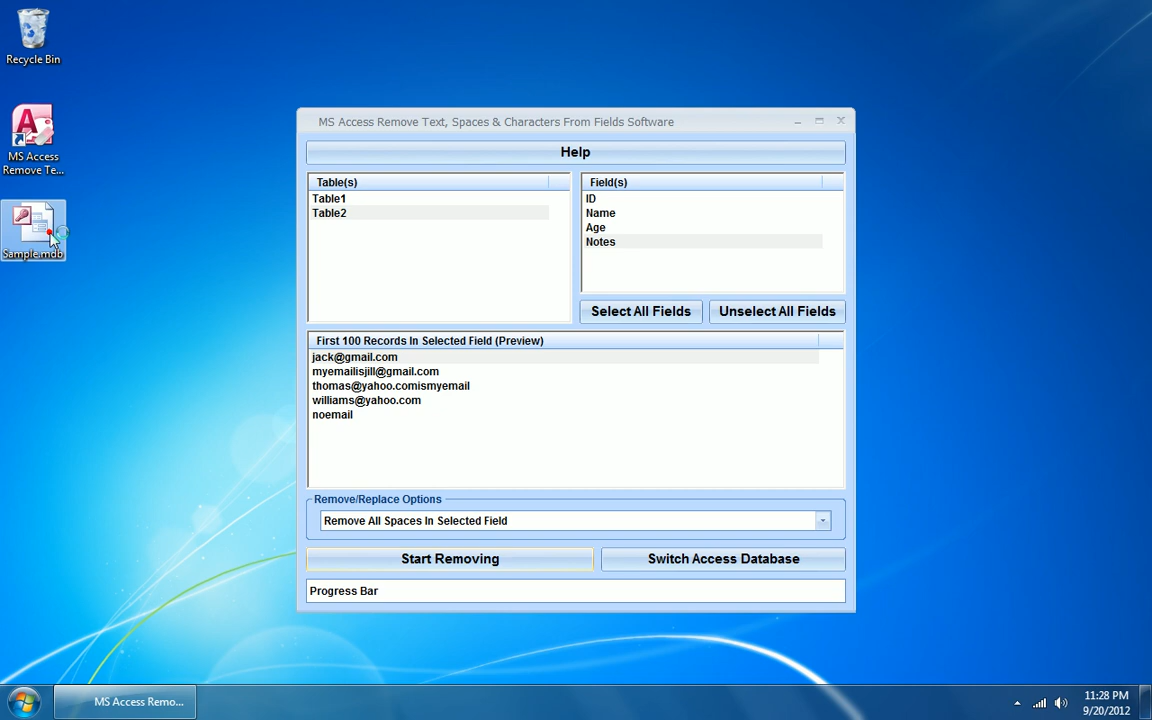 Recycle Bin
MS Access
Remove Te...
Sample.mdb
MS Access Remove Text, Spaces & Characters From Fields Software
Help
Table(s)
Table1
Table2
Field(s)
ID
Name
Age
Notes
Select All Fields
Unselect All Fields
First 100 Records In Selected Field (Preview)
jack@gmail.com
myemailisjill@gmail.com
thomas@yahoo.comismyemail
williams@yahoo.com
noemail
Remove/Replace Options
Remove All Spaces In Selected Field
Start Removing
Switch Access Database
Progress Bar
MS Access Remo...
11:28 PM
9/20/2012